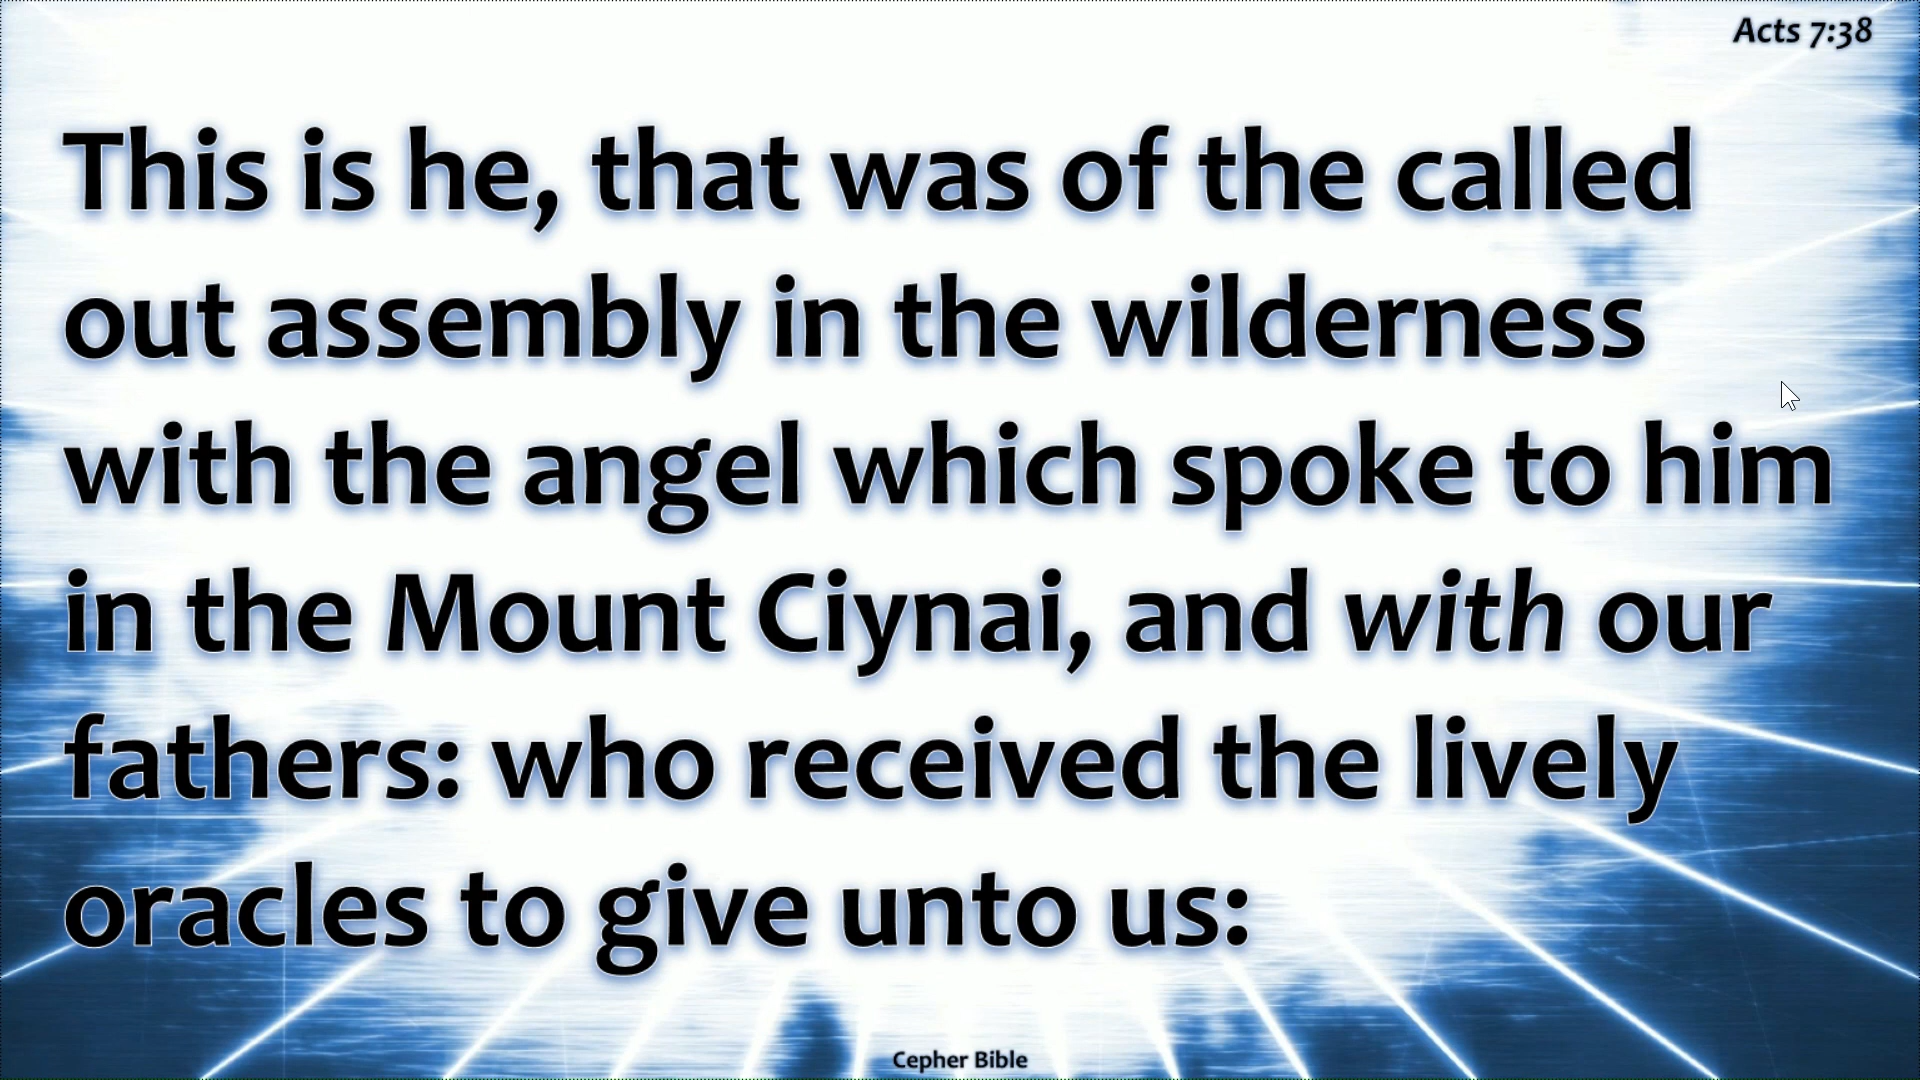 Acts 7:38
This is he, that was of the called
out assembly in the wilderness
with the angel which spoke to him
in the Mount Ciynai, and with our
fathers: who received the lively
oracles to give unto us:
Cepher Bible